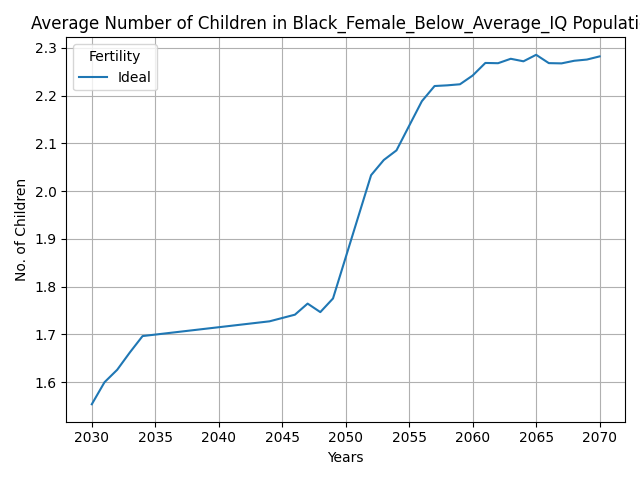 Average Number of Children in Black_Female_Below_Average_IQ Populati
Fertility
Ideal
No. of Children
2.3
2.2
2.1
2.0
1.9
1.8
1.7
1.6
2030 2035 2040 2045 2050 2055 2060 2065 2070
Years